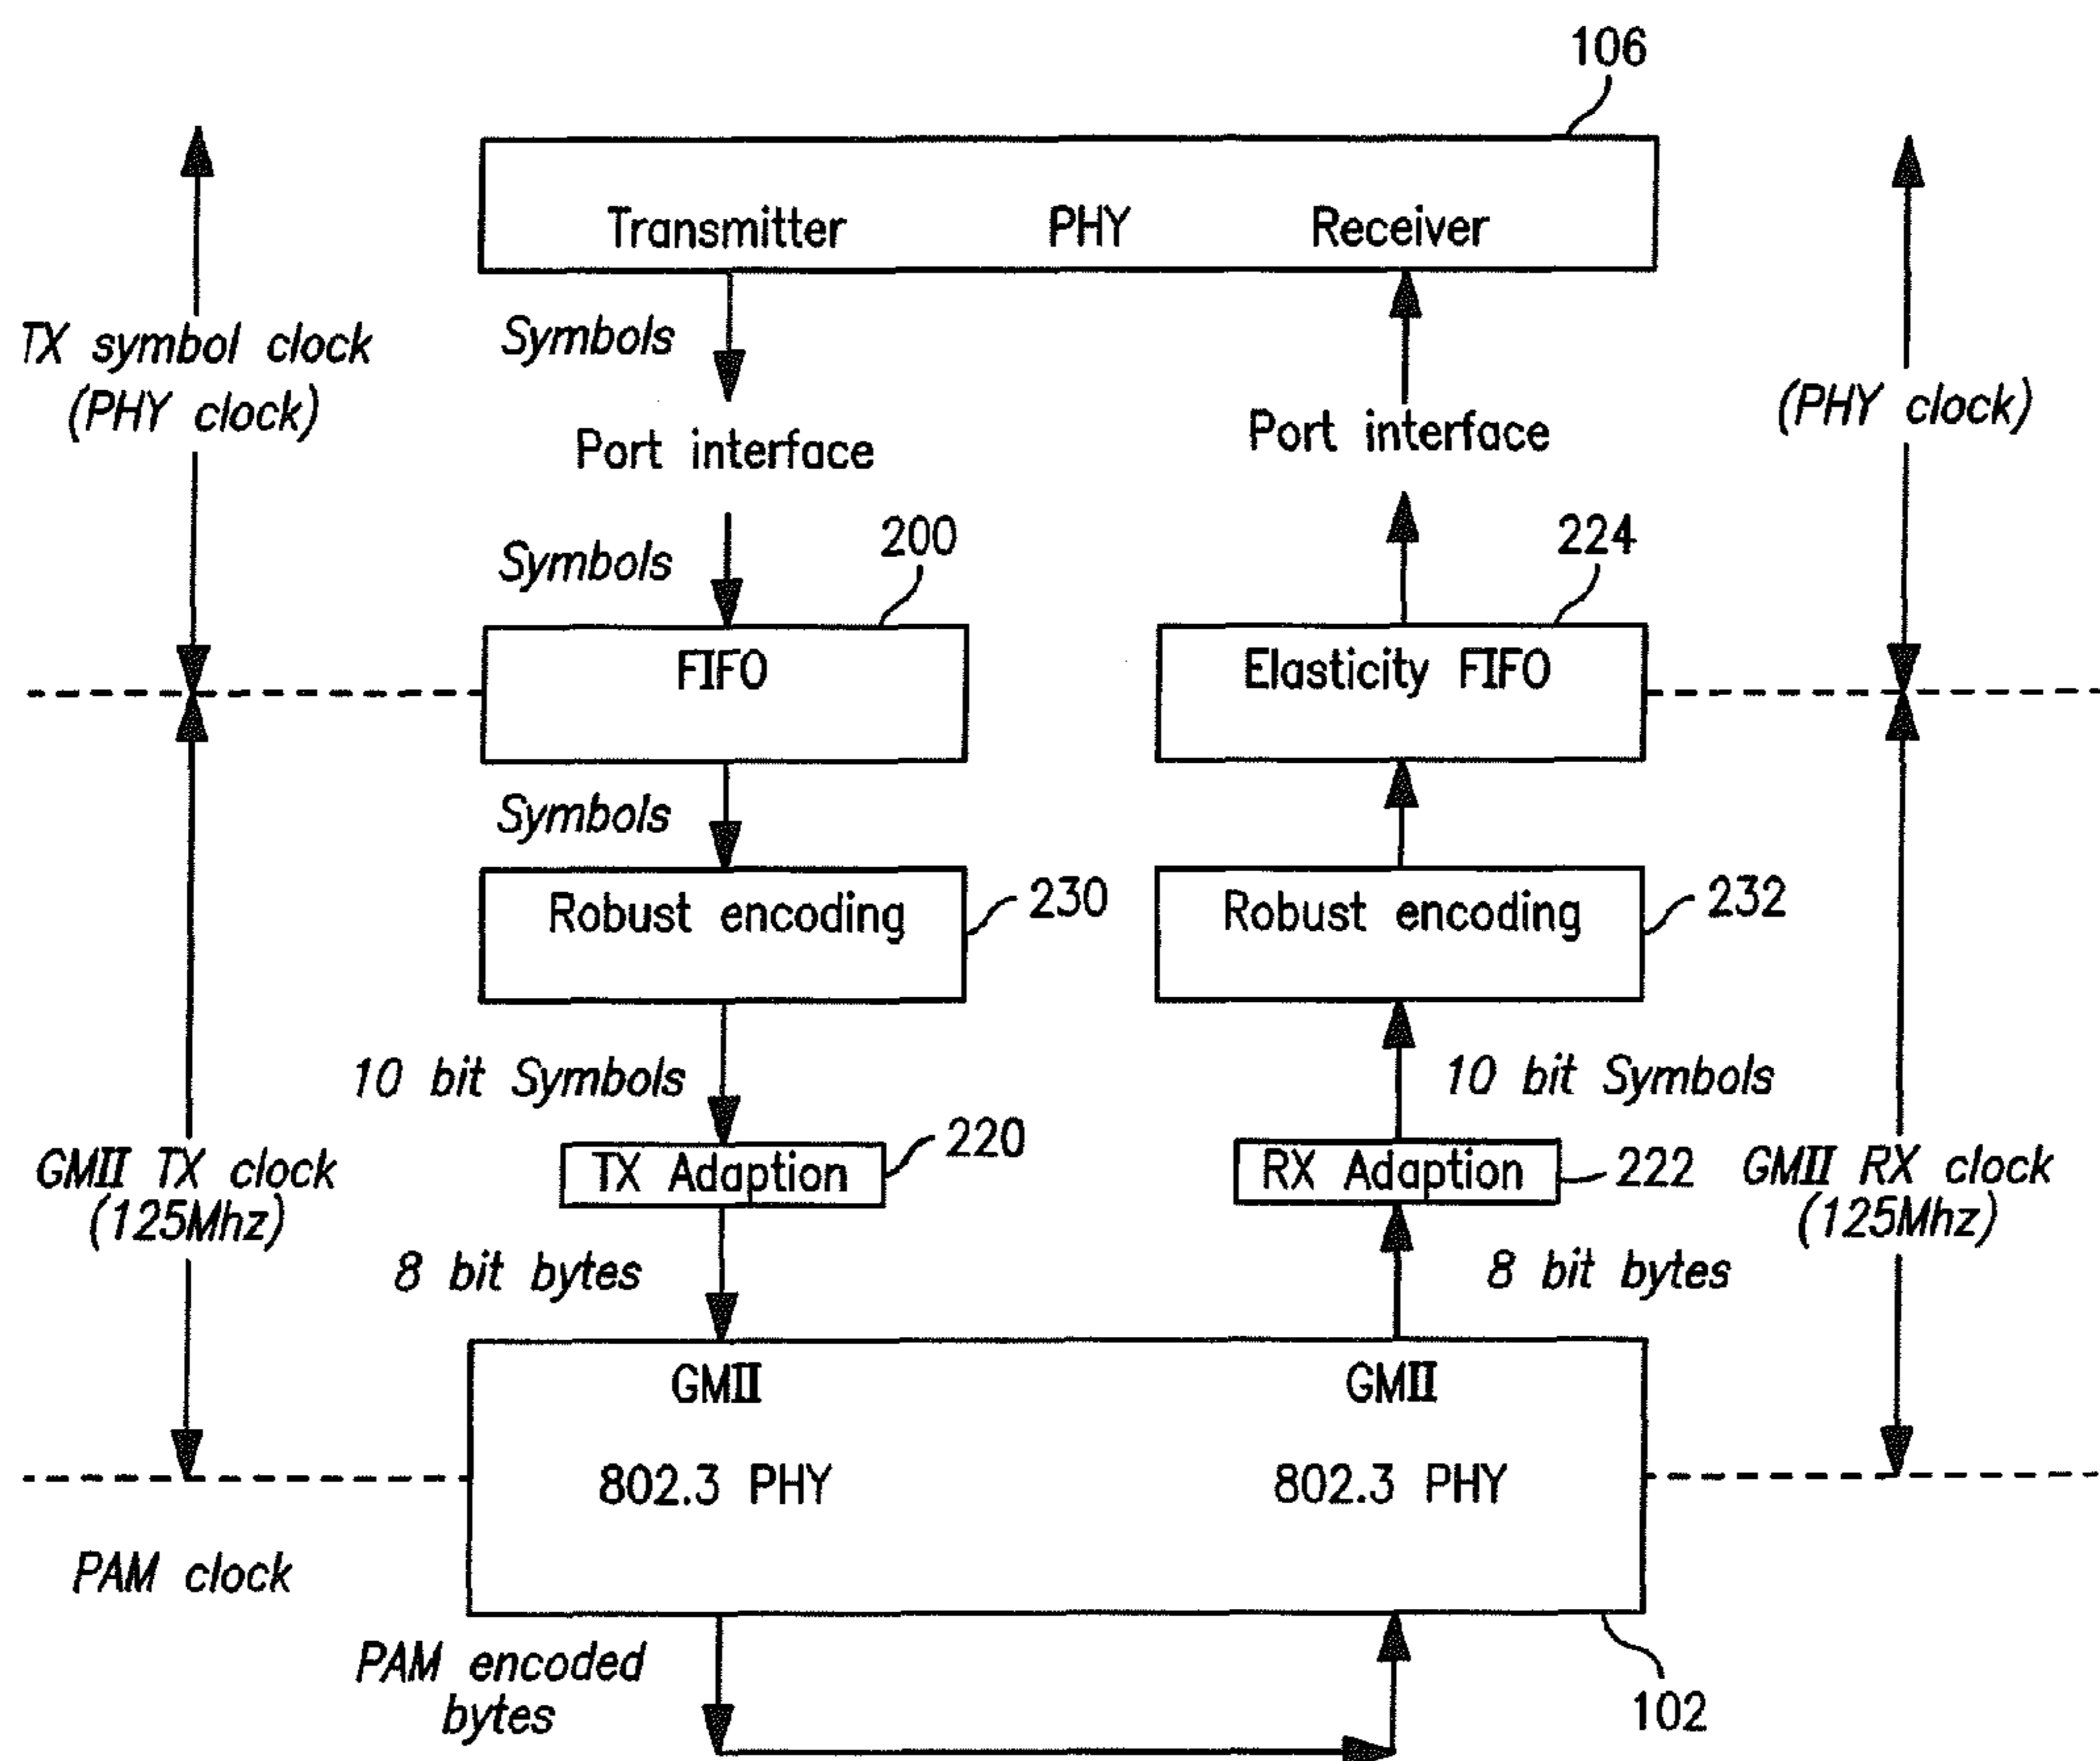 106
Transmitter PHY Receiver
TX symbol clock
(PHY clock)
Symbols
Port interface
Port interface
(PHY clock)
Symbols
200
224
FIFO
Elasticity FIFO
Symbols
Robust encoding
230
Robust encoding
232
10 bit Symbols
10 bit Symbols
GMII TX clock
(125Mhz)
TX Adaption
220
RX Adaption
222
GMII RX clock
(125Mhz)
8 bit bytes
8 bit bytes
GMII
GMII
802.3 PHY
802.3 PHY
PAM clock
PAM encoded
bytes
102